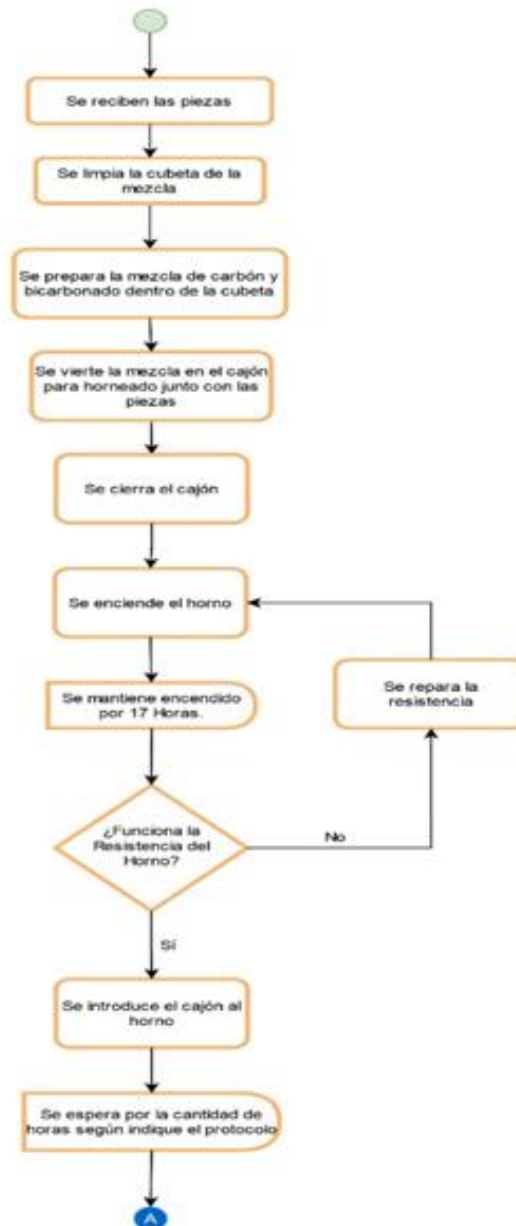 Se reciben las piezas
Se limpia la cubeta de la
mezcla
Se prepara la mezcla de carbón y
bicarbonado dentro de la cubeta
Se vierte la mezcla en el cajón
para horneado junto con las
piezas
Se cierra el cajón
Se enciende el horno
Se mantiene encendido
por 17 Horas.
Se repara la
resistencia
¿Funciona la
Resistencia del
Horno?
No
Sí
Se introduce el cajón al
horno
Se espera por la cantidad de
horas según indique el protocolo
A